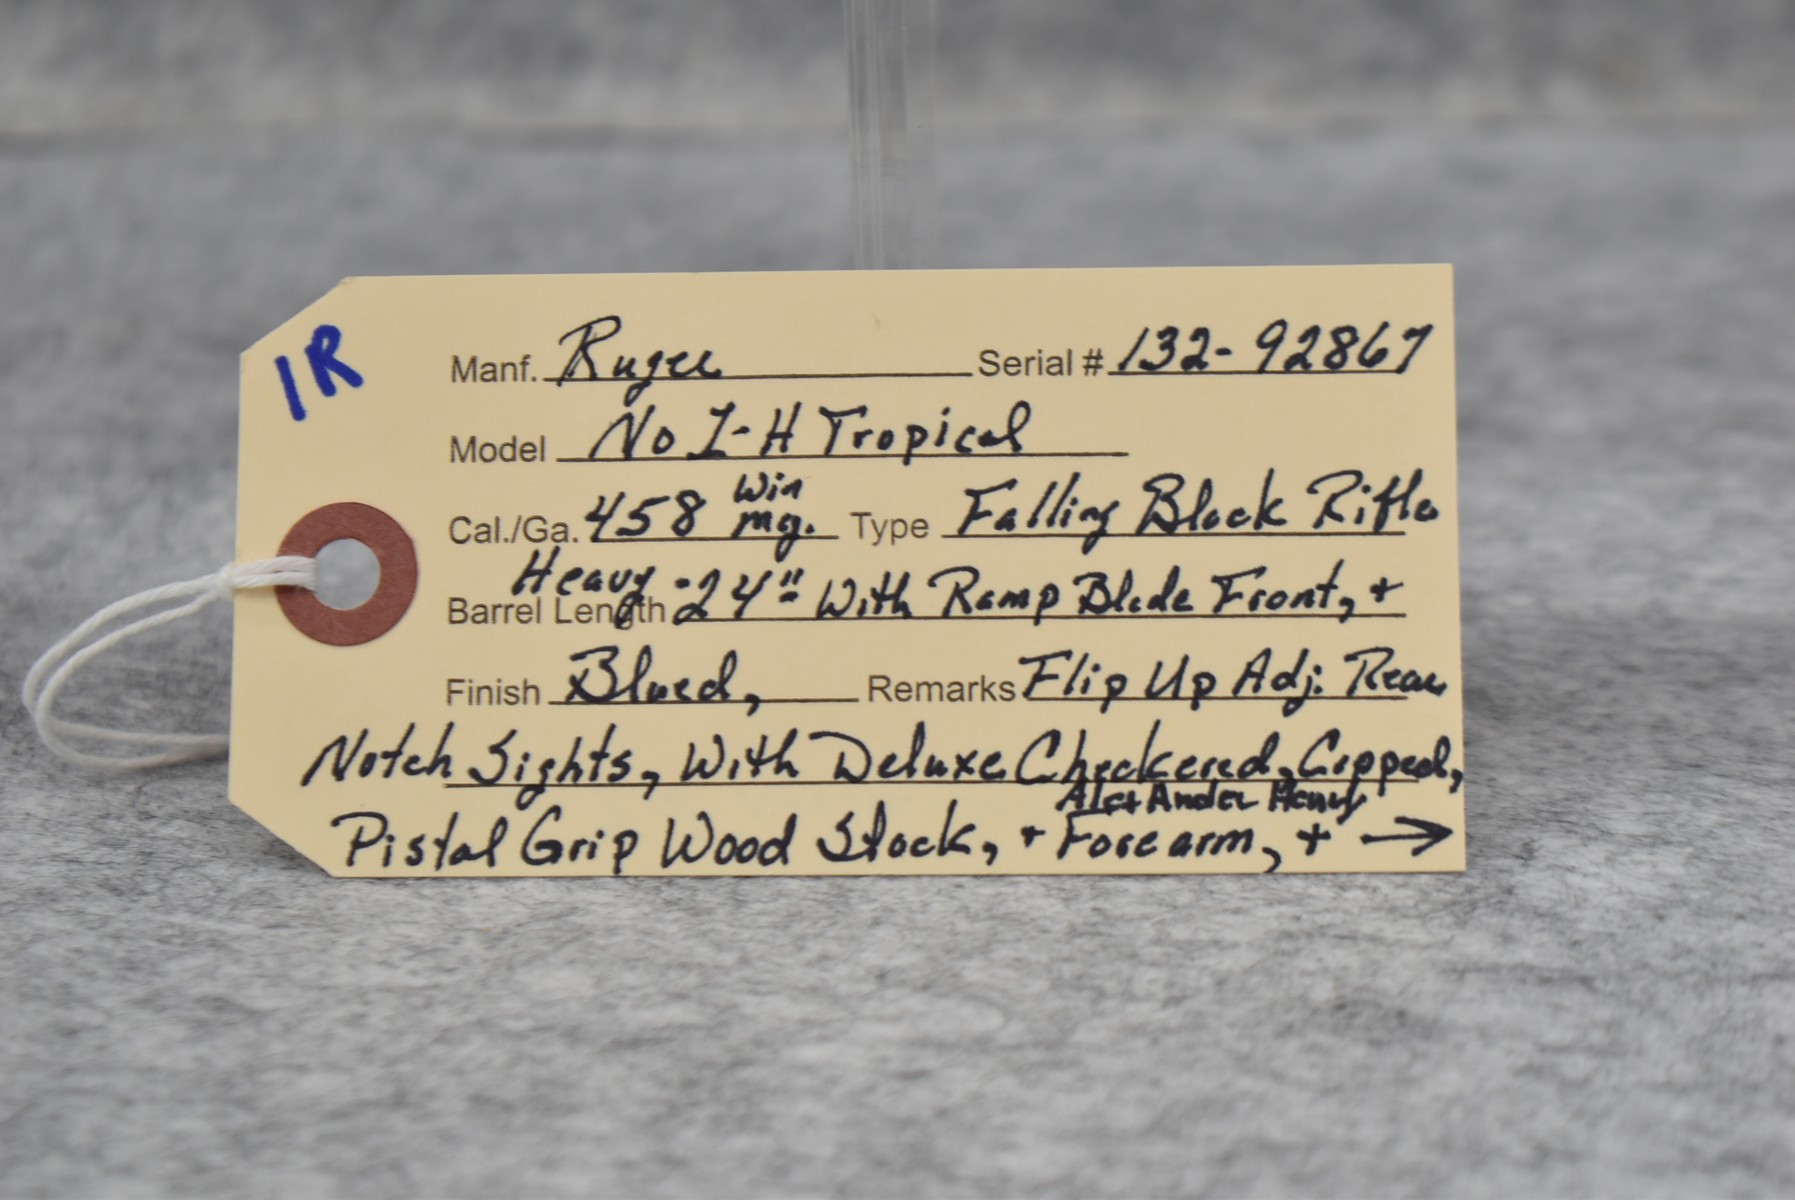 1R
Manf. Ruger Serial # 132-92867
Model No 1-H Tropical
Cal./Ga. 458 Win Mg. Type Falling Block Rifle
Barrel Length Heavy -24"- With Ramp Blade Front, +
Finish Blued, Remarks Flip Up Adj. Rear
Notch Sights, With Deluxe Checkered, Capped,
Alexander Henry
Pistol Grip Wood Stock, + Forearm, + →